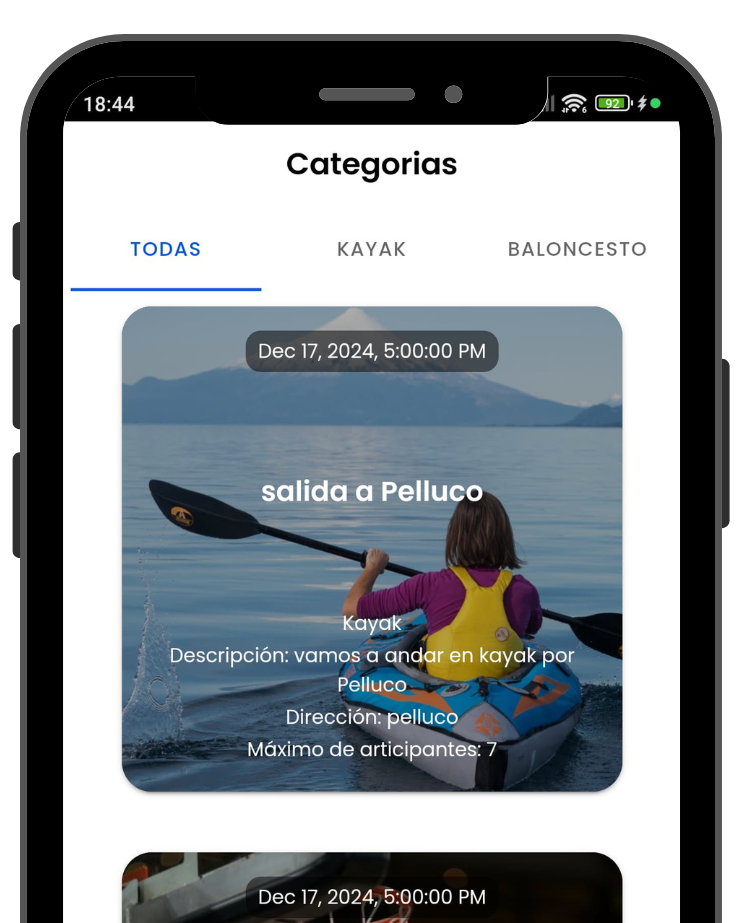 18:44
92
6
Categorias
TODAS
KAYAK
BALONCESTO
Dec 17, 2024, 5:00:00 PM
salida a Pelluco
Kayak
Descripción: vamos a andar en kayak por
Pelluco
Dirección: pelluco
Máximo de articipantes: 7
Dec 17, 2024, 5:00:00 PM